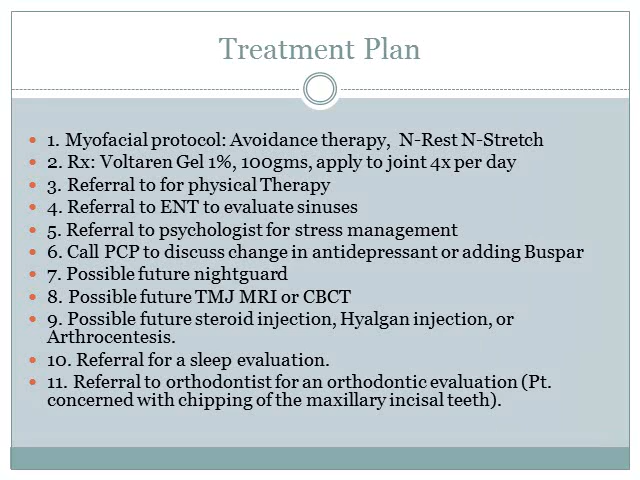 Treatment Plan
• 1. Myofacial protocol: Avoidance therapy,  N-Rest N-Stretch
• 2. Rx: Voltaren Gel 1%, 100gms, apply to joint 4x per day
• 3. Referral to for physical Therapy
• 4. Referral to ENT to evaluate sinuses
• 5. Referral to psychologist for stress management
• 6. Call PCP to discuss change in antidepressant or adding Buspar
• 7. Possible future nightguard
• 8. Possible future TMJ MRI or CBCT
• 9. Possible future steroid injection, Hyalgan injection, or
Arthrocentesis.
• 10. Referral for a sleep evaluation.
• 11. Referral to orthodontist for an orthodontic evaluation (Pt.
concerned with chipping of the maxillary incisal teeth).